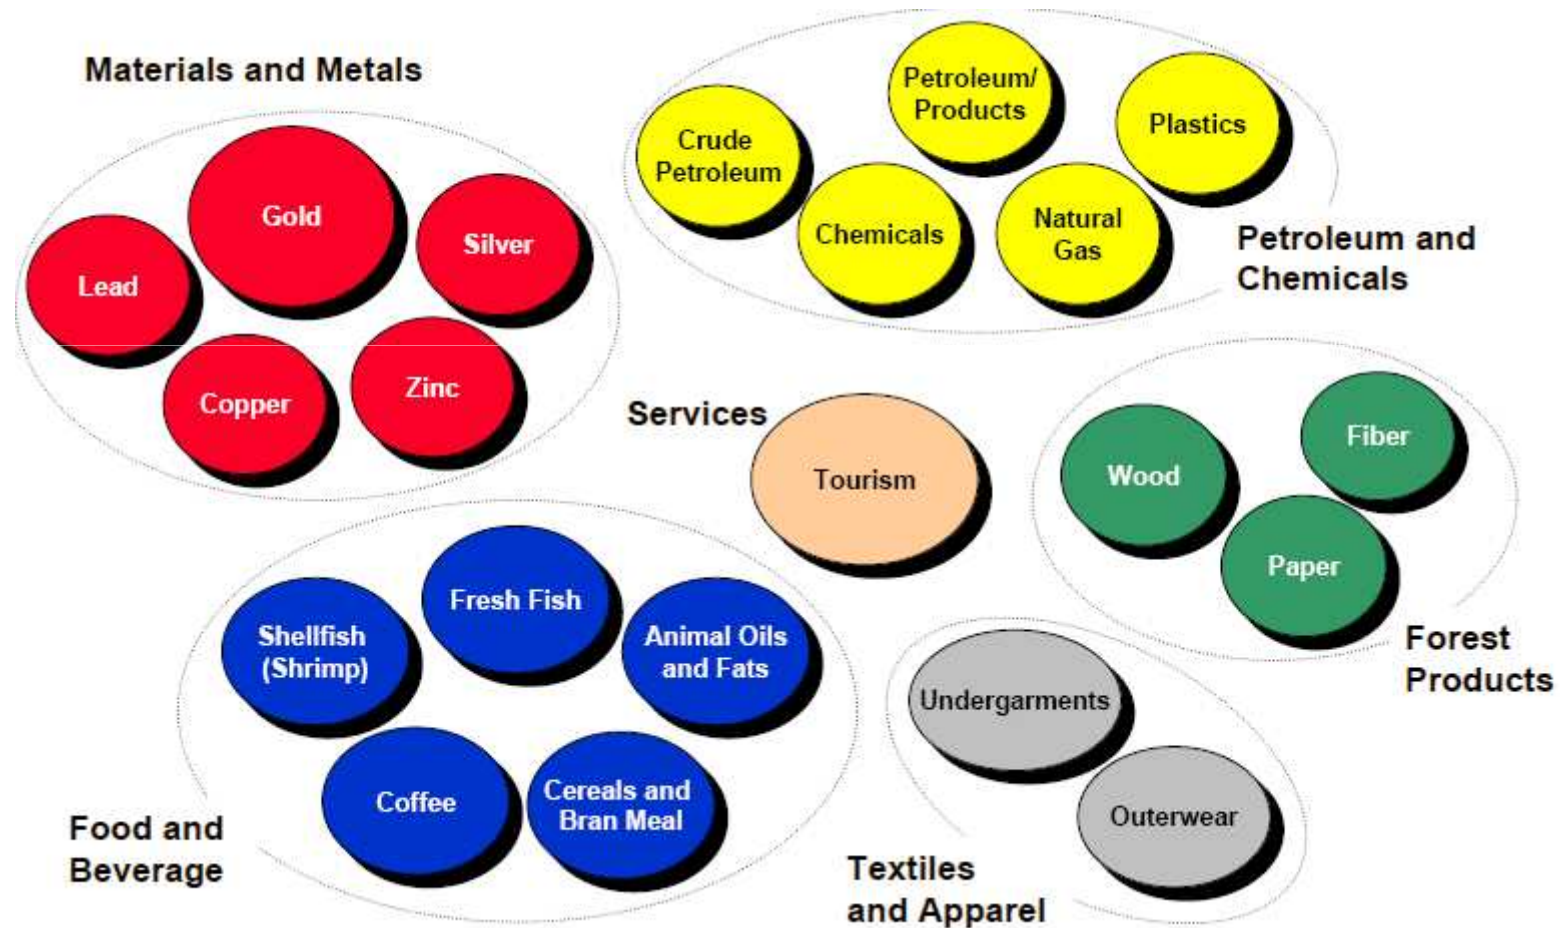 Materials and Metals
Gold
Silver
Lead
Copper
Zinc
Petroleum/
Products
Plastics
Crude
Petroleum
Chemicals
Natural
Gas
Petroleum and
Chemicals
Services
Tourism
Fiber
Wood
Paper
Forest
Products
Fresh Fish
Shellfish
(Shrimp)
Animal Oils
and Fats
Coffee
Cereals and
Bran Meal
Food and
Beverage
Undergarments
Outerwear
Textiles
and Apparel